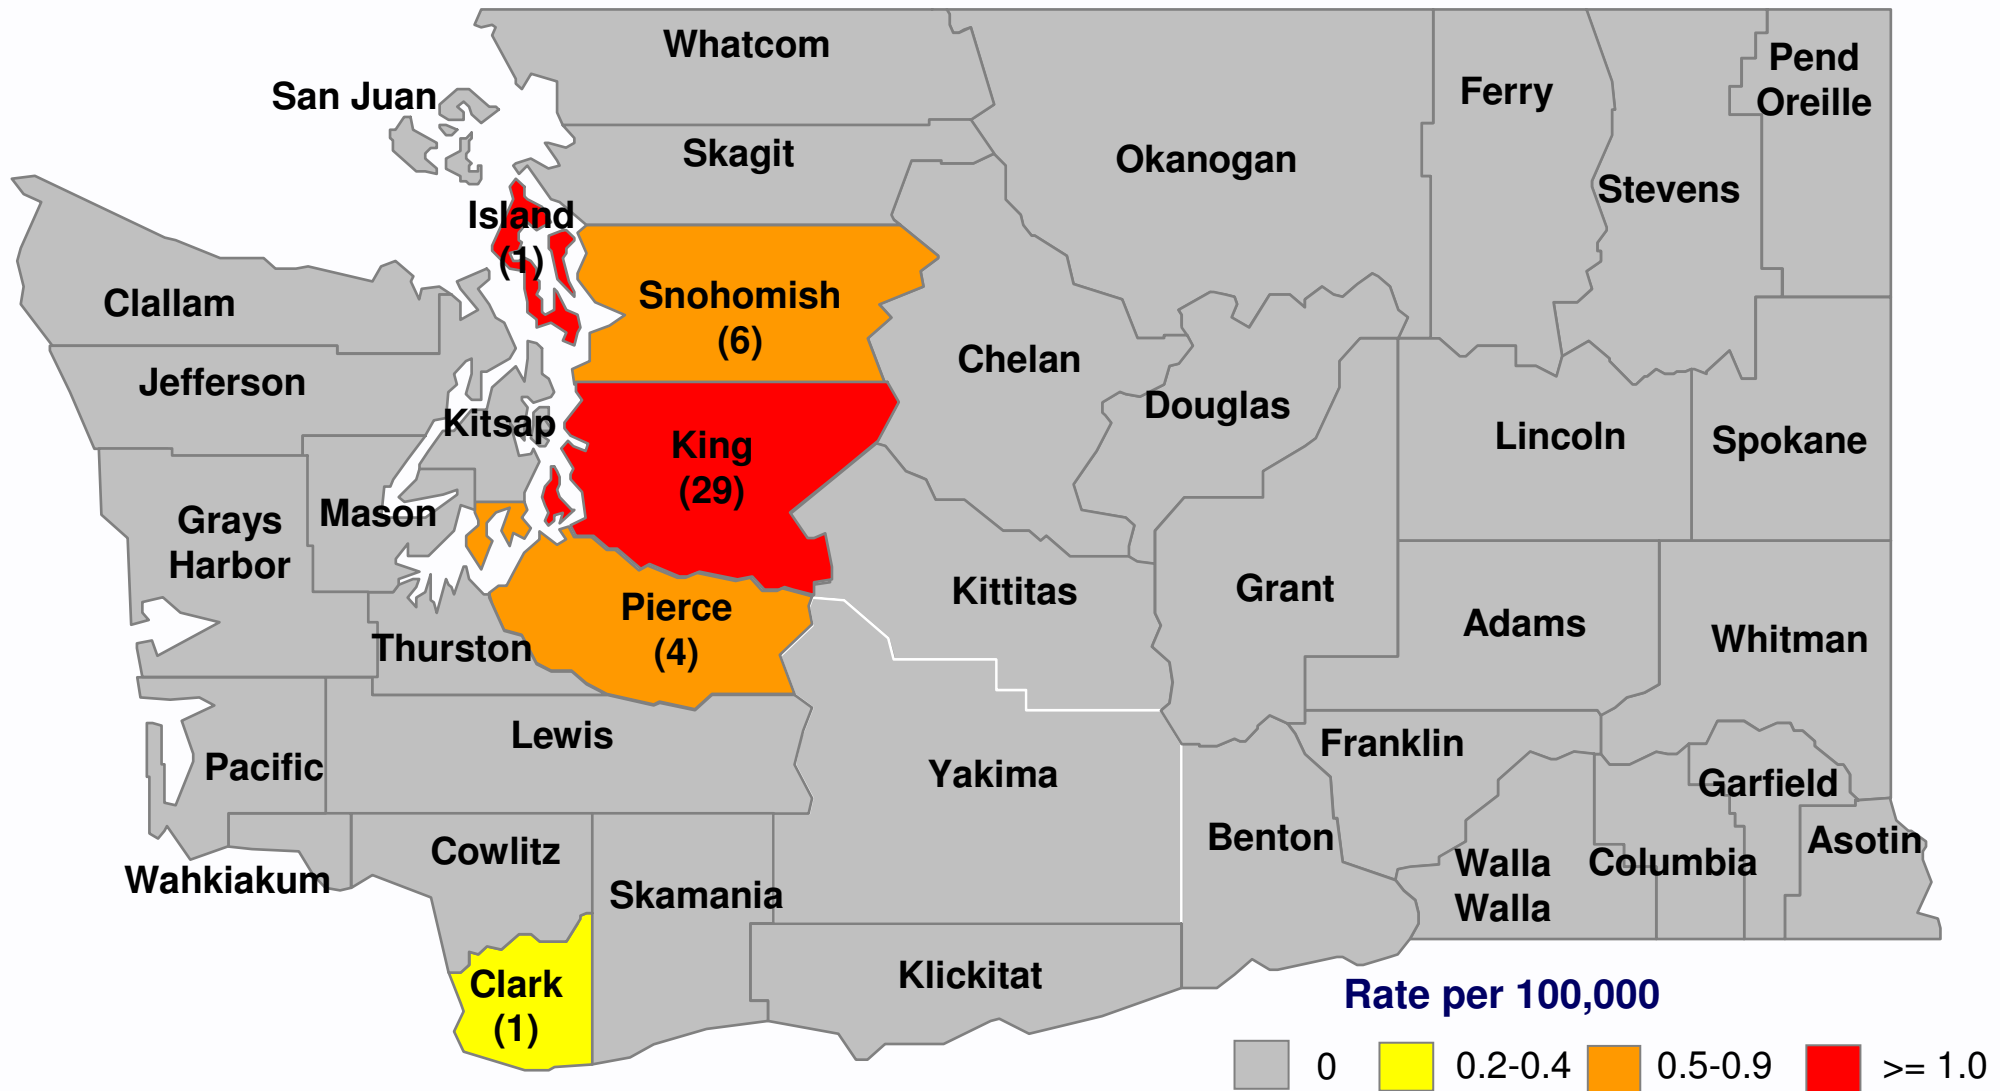 Whatcom
San Juan
Skagit
Island
(1)
Okanogan
Ferry
Stevens
Pend
Oreille
Clallam
Snohomish
(6)
Jefferson
Chelan
Douglas
Kitsap
King
(29)
Lincoln
Spokane
Grays
Harbor
Mason
Kittitas
Grant
Adams
Whitman
Thurston
Pierce
(4)
Lewis
Pacific
Yakima
Franklin
Garfield
Benton
Asotin
Wahkiakum
Cowlitz
Skamania
Walla
Walla
Columbia
Clark
(1)
Klickitat
Rate per 100,000
0 0.2-0.4 0.5-0.9 >= 1.0